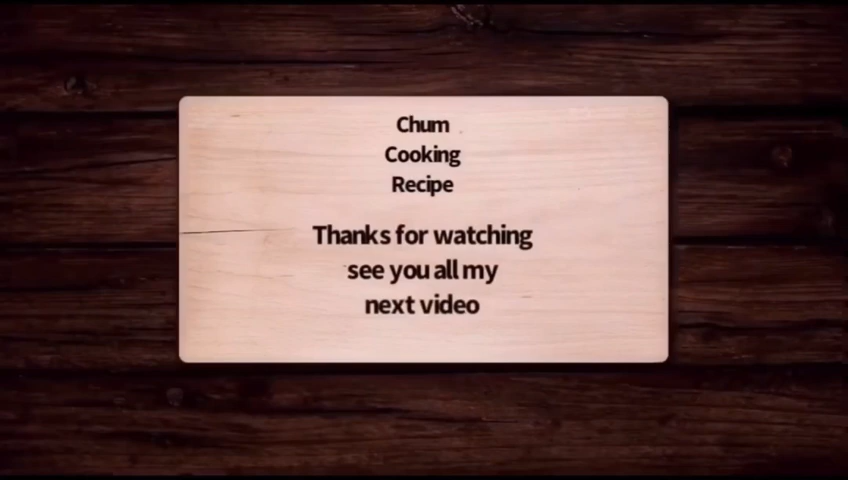 Chum
Cooking
Recipe
Thanks for watching
see you all my
next video